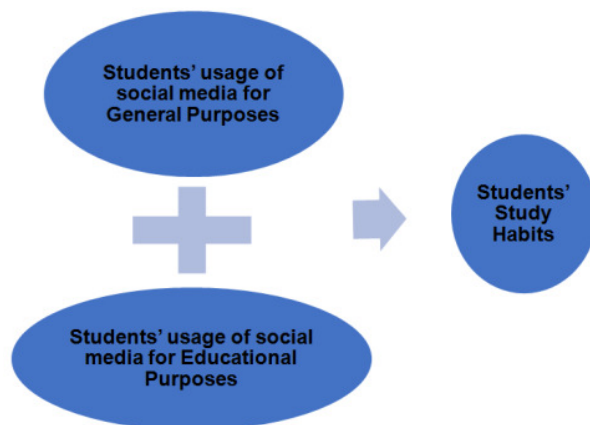 Students' usage of
social media for
General Purposes
Students'
Study
Habits
Students' usage of social
media for Educational
Purposes